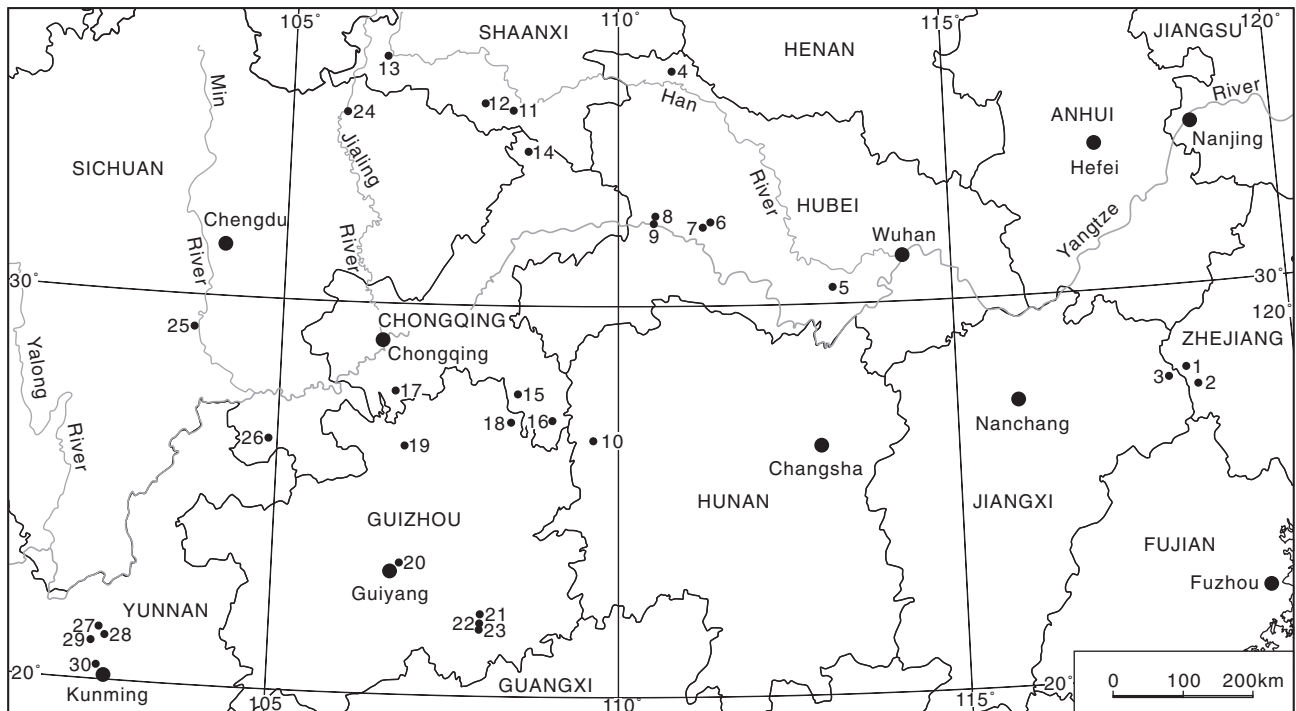 105° 110° 115° 120°
SHAANXI
HENAN
JIANGSU
13
4
Min
Han
River
24
12
11
ANHUI
Nanjing
Jialing
14
Hefei
SICHUAN
River
HUBEI
Chengdu
8
6
7
9
Wuhan
Yangtze
River
River
30°
5
30°
120°
25
CHONGQING
Chongqing
ZHEJIANG
Yalong
1
3
2
17
15
River
18
16
Nanchang
26
19
10
Changsha
HUNAN
JIANGXI
GUIZHOU
FUJIAN
20
Guiyang
Fuzhou
YUNNAN
21
27
22
23
28
29
30
20°
Kunming
GUANGXI
20°
105° 110° 115°
0 100 200km